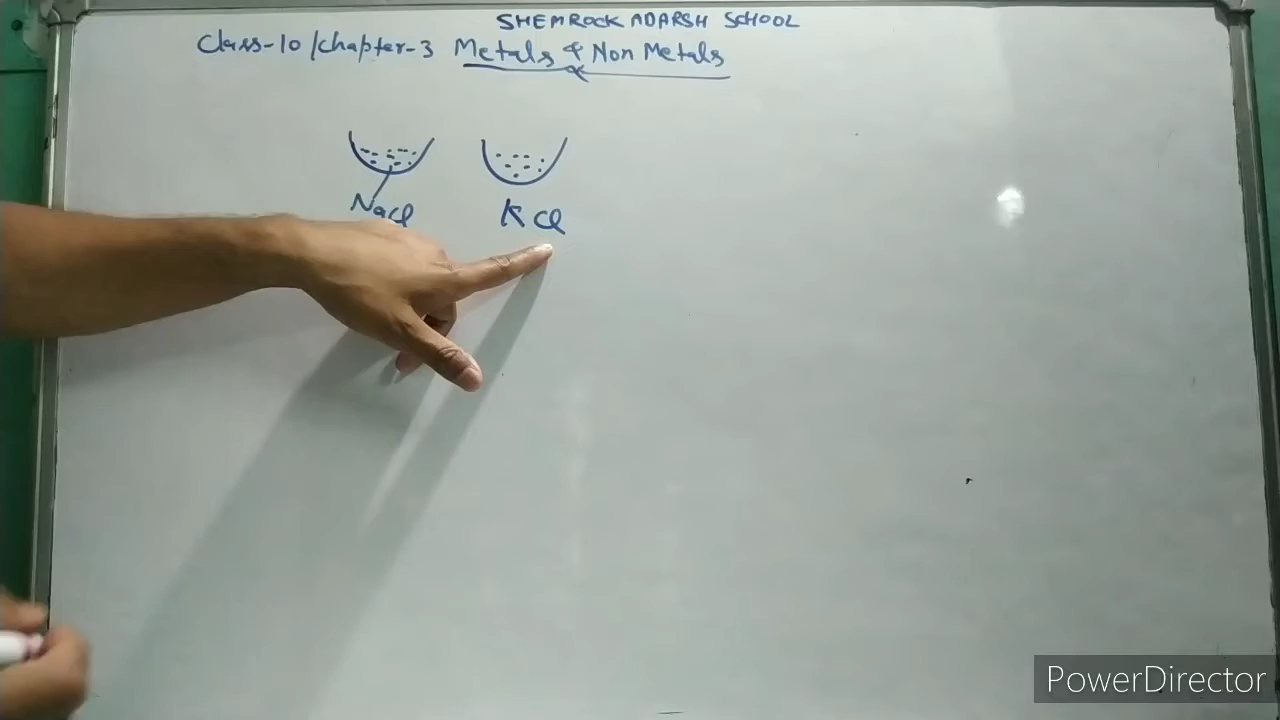 SHEMROCK ADARSH SCHOOL
Class-10/Chapter-3 Metals & Non Metals
NaCl
KCl
PowerDirector